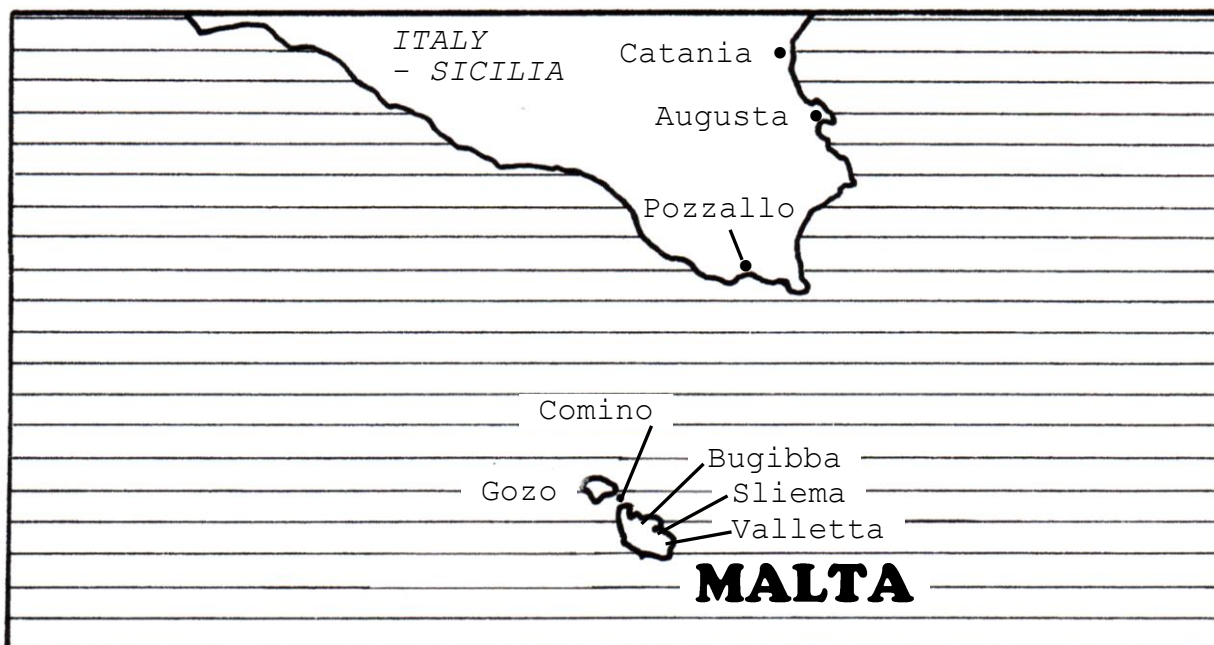 ITALY
- SICILIA
Catania
Augusta
Pozzallo
Comino
Bugibba
Gozo
Sliema
Valletta
MALTA